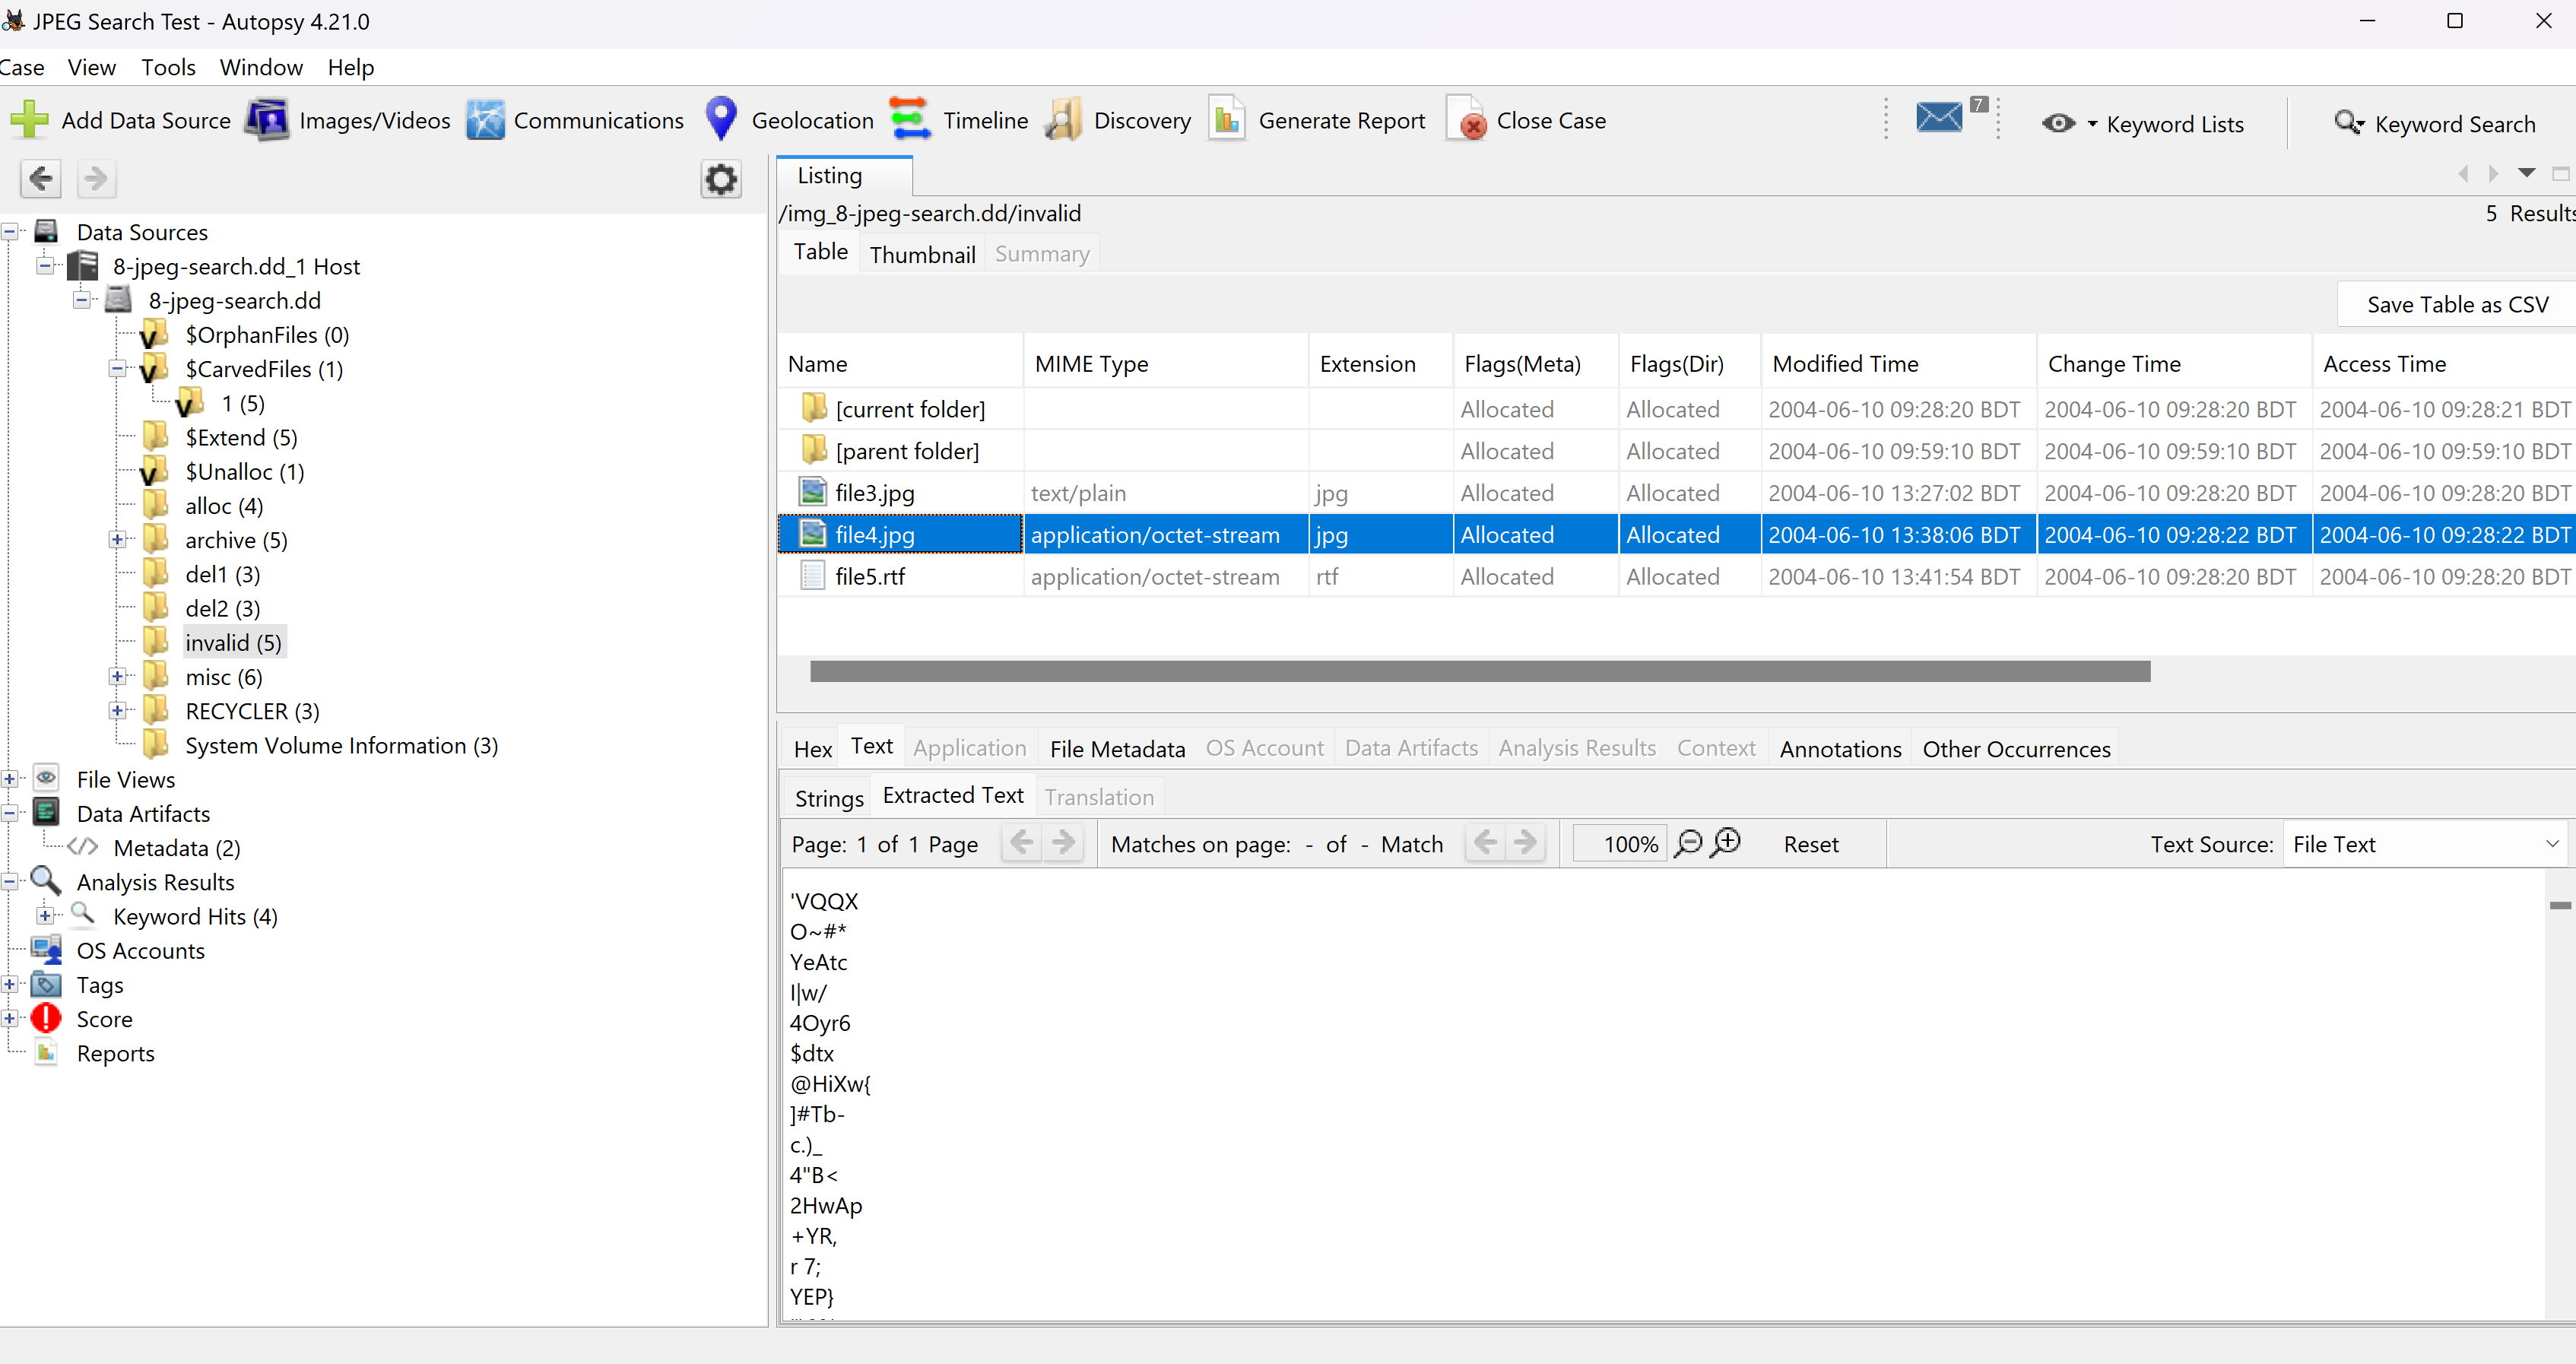 JPEG Search Test - Autopsy 4.21.0
Case View Tools Window Help
Add Data Source Images/Videos Communications Geolocation Timeline Discovery Generate Report Close Case 7 Keyword Lists Keyword Search
Data Sources
8-jpeg-search.dd_1 Host
8-jpeg-search.dd
$OrphanFiles (0)
$CarvedFiles (1)
1 (5)
$Extend (5)
$Unalloc (1)
alloc (4)
archive (5)
del1 (3)
del2 (3)
invalid (5)
misc (6)
RECYCLER (3)
System Volume Information (3)
File Views
Data Artifacts
Metadata (2)
Analysis Results
Keyword Hits (4)
OS Accounts
Tags
Score
Reports
Listing
/img_8-jpeg-search.dd/invalid 5 Results
Table Thumbnail Summary
Save Table as CSV
Name MIME Type Extension Flags(Meta) Flags(Dir) Modified Time Change Time Access Time
[current folder] Allocated Allocated 2004-06-10 09:28:20 BDT 2004-06-10 09:28:20 BDT 2004-06-10 09:28:21 BDT
[parent folder] Allocated Allocated 2004-06-10 09:59:10 BDT 2004-06-10 09:59:10 BDT 2004-06-10 09:59:10 BDT
file3.jpg text/plain jpg Allocated Allocated 2004-06-10 13:27:02 BDT 2004-06-10 09:28:20 BDT 2004-06-10 09:28:20 BDT
file4.jpg application/octet-stream jpg Allocated Allocated 2004-06-10 13:38:06 BDT 2004-06-10 09:28:22 BDT 2004-06-10 09:28:22 BDT
file5.rtf application/octet-stream rtf Allocated Allocated 2004-06-10 13:41:54 BDT 2004-06-10 09:28:20 BDT 2004-06-10 09:28:20 BDT
Hex Text Application File Metadata OS Account Data Artifacts Analysis Results Context Annotations Other Occurrences
Strings Extracted Text Translation
Page: 1 of 1 Page Matches on page: - of - Match 100% Reset Text Source: File Text
'VQQX
O~#*
YeAtc
I|w/
4Oyr6
$dtx
@HiXw{
]#Tb-
c.)_
4"B<
2HwAp
+YR,
r 7;
YEP}